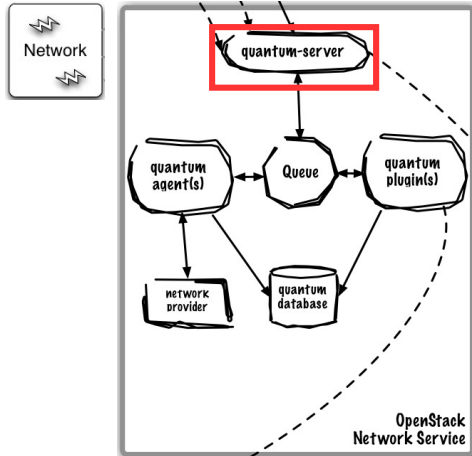 Network
quantum-server
quantum
agent(s)
Queue
quantum
plugin(s)
network
provider
quantum
database
OpenStack
Network Service